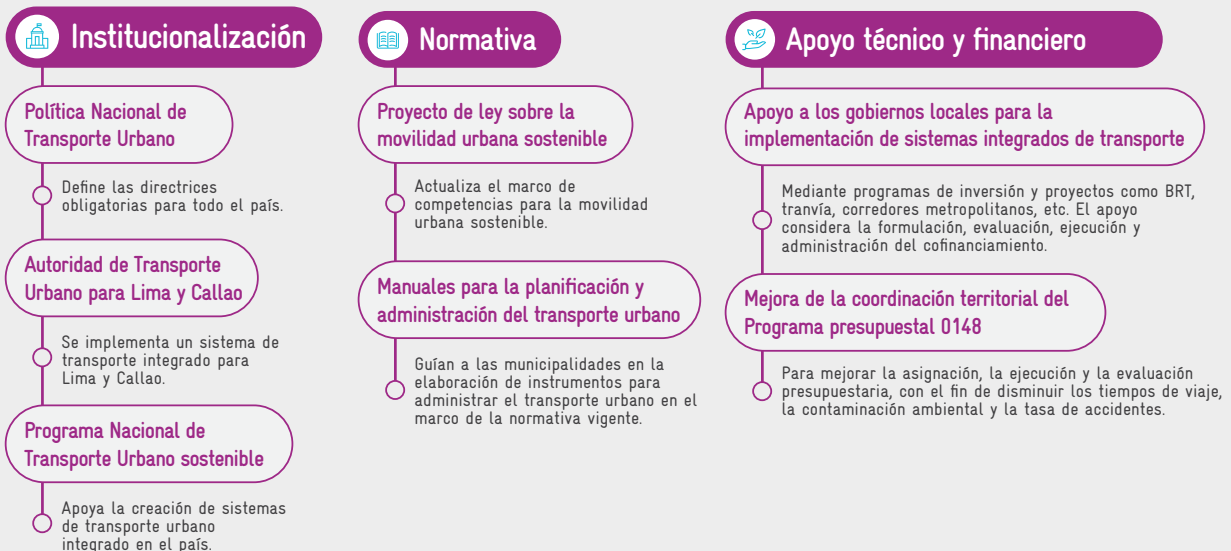 Institucionalización
Política Nacional de
Transporte Urbano
Define las directrices
obligatorias para todo el país.
Autoridad de Transporte
Urbano para Lima y Callao
Se implementa un sistema de
transporte integrado para
Lima y Callao.
Programa Nacional de
Transporte Urbano sostenible
Apoya la creación de sistemas
de transporte urbano
integrado en el país.
Normativa
Proyecto de ley sobre la
movilidad urbana sostenible
Actualiza el marco de
competencias para la movilidad
urbana sostenible.
Manuales para la planificación y
administración del transporte urbano
Guían a las municipalidades en la
elaboración de instrumentos para
administrar el transporte urbano en el
marco de la normativa vigente.
Apoyo técnico y financiero
Apoyo a los gobiernos locales para la
implementación de sistemas integrados de transporte
Mediante programas de inversión y proyectos como BRT,
tranvía, corredores metropolitanos, etc. El apoyo
considera la formulación, evaluación, ejecución y
administración del cofinanciamiento.
Mejora de la coordinación territorial del
Programa presupuestal 0148
Para mejorar la asignación, la ejecución y la evaluación
presupuestaria, con el fin de disminuir los tiempos de viaje,
la contaminación ambiental y la tasa de accidentes.